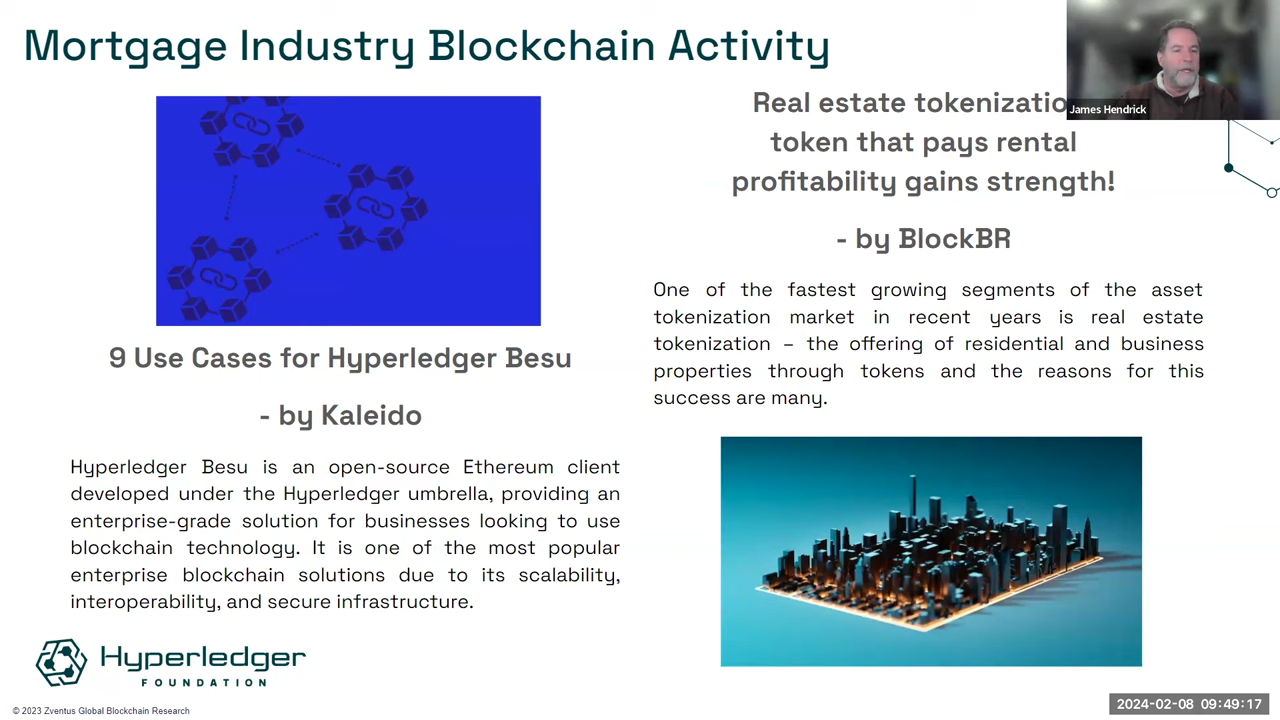 Mortgage Industry Blockchain Activity
James Hendrick
9 Use Cases for Hyperledger Besu
- by Kaleido
Hyperledger Besu is an open-source Ethereum client
developed under the Hyperledger umbrella, providing an
enterprise-grade solution for businesses looking to use
blockchain technology. It is one of the most popular
enterprise blockchain solutions due to its scalability,
interoperability, and secure infrastructure.
Real estate tokenizatio
token that pays rental
profitability gains strength!
- by BlockBR
One of the fastest growing segments of the asset
tokenization market in recent years is real estate
tokenization – the offering of residential and business
properties through tokens and the reasons for this
success are many.
Hyperledger
FOUNDATION
© 2023 Zventus Global Blockchain Research
2024-02-08 09:49:17